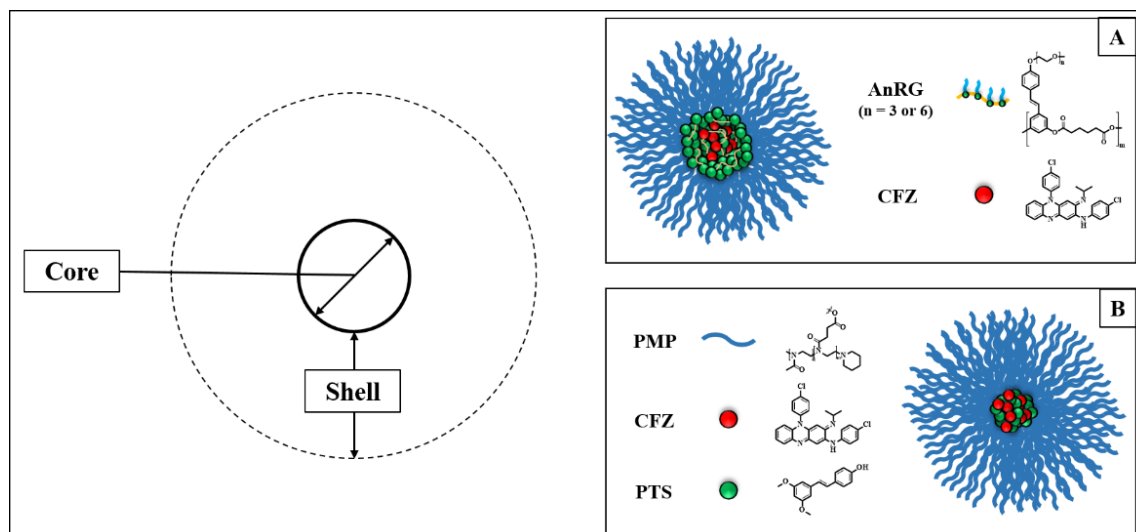 Core
Shell
A
AnRG
(n = 3 or 6)
CFZ
B
PMP
CFZ
PTS